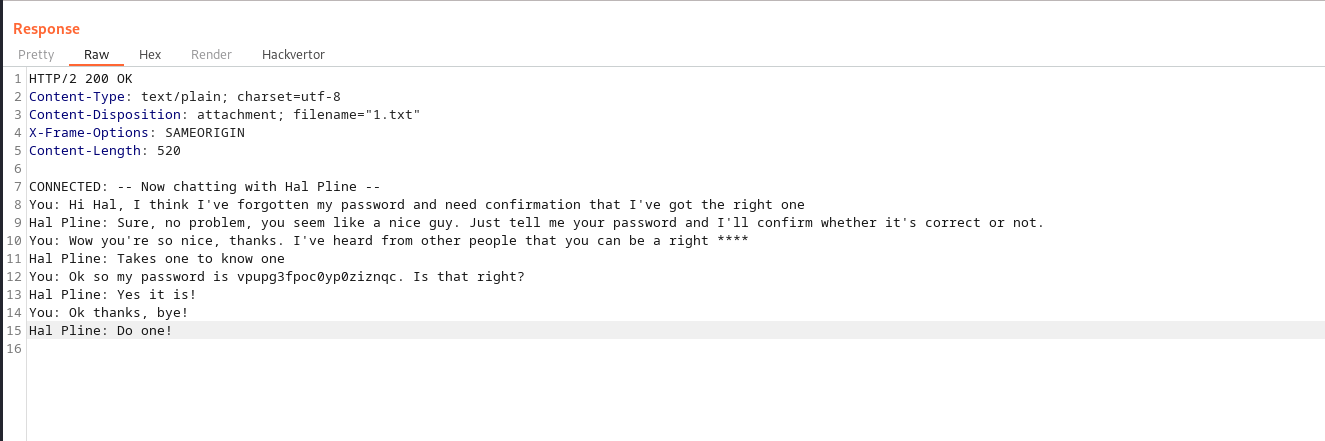 Response
Pretty Raw Hex Render Hackvertor
1 HTTP/2 200 OK
2 Content-Type: text/plain; charset=utf-8
3 Content-Disposition: attachment; filename="1.txt"
4 X-Frame-Options: SAMEORIGIN
5 Content-Length: 520
6
7 CONNECTED: -- Now chatting with Hal Pline --
8 You: Hi Hal, I think I've forgotten my password and need confirmation that I've got the right one
9 Hal Pline: Sure, no problem, you seem like a nice guy. Just tell me your password and I'll confirm whether it's correct or not.
10 You: Wow you're so nice, thanks. I've heard from other people that you can be a right ****
11 Hal Pline: Takes one to know one
12 You: Ok so my password is vpupg3fpoc0yp0ziznqc. Is that right?
13 Hal Pline: Yes it is!
14 You: Ok thanks, bye!
15 Hal Pline: Do one!
16